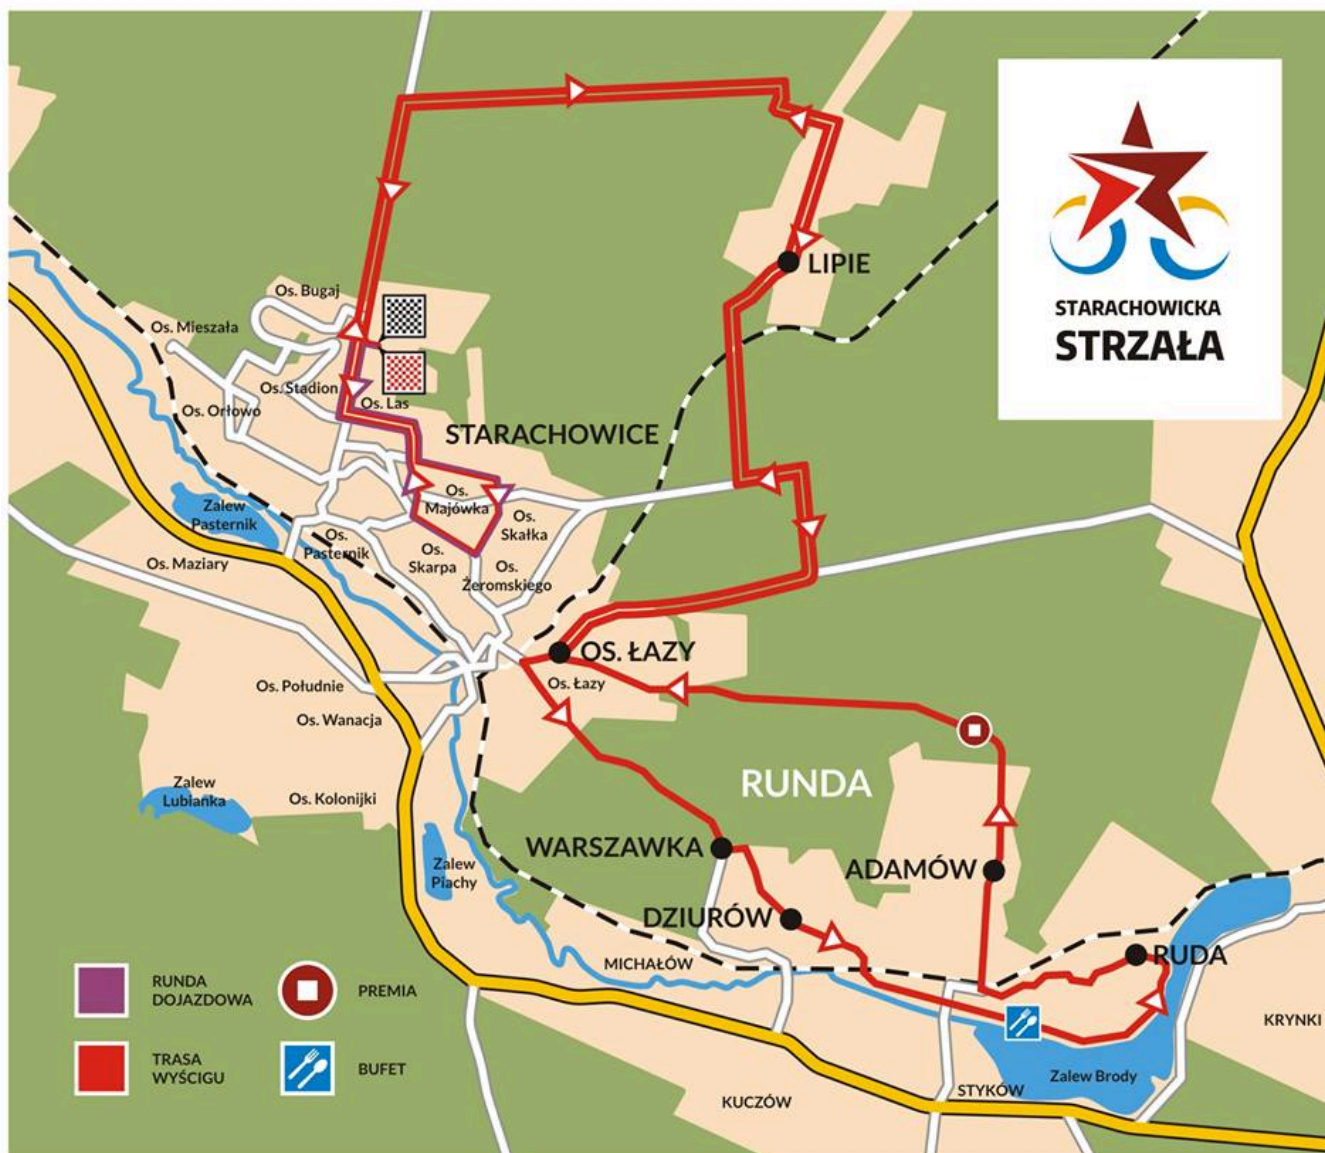 STARACHOWICKA
STRZAŁA
LIPIE
Os. Bugaj
Os. Mieszała
Os. Stadion
Os. Las
Os. Orłowo
STARACHOWICE
Os.
Majówka
Zalew
Pasternik
Os.
Skałka
Os.
Pasternik
Os.
Skarpa
Os.
Żeromskiego
Os. Maziary
OS. ŁAZY
Os. Łazy
Os. Południe
Os. Wanacja
RUNDA
Zalew
Lubianka
Os. Kolonijki
WARSZAWKA
Zalew
Piachy
ADAMÓW
DZIURÓW
RUDA
MICHAŁÓW
RUNDA
DOJAZDOWA
PREMIA
KRYNKI
TRASA
WYŚCIGU
BUFET
Zalew Brody
STYKÓW
KUCZÓW